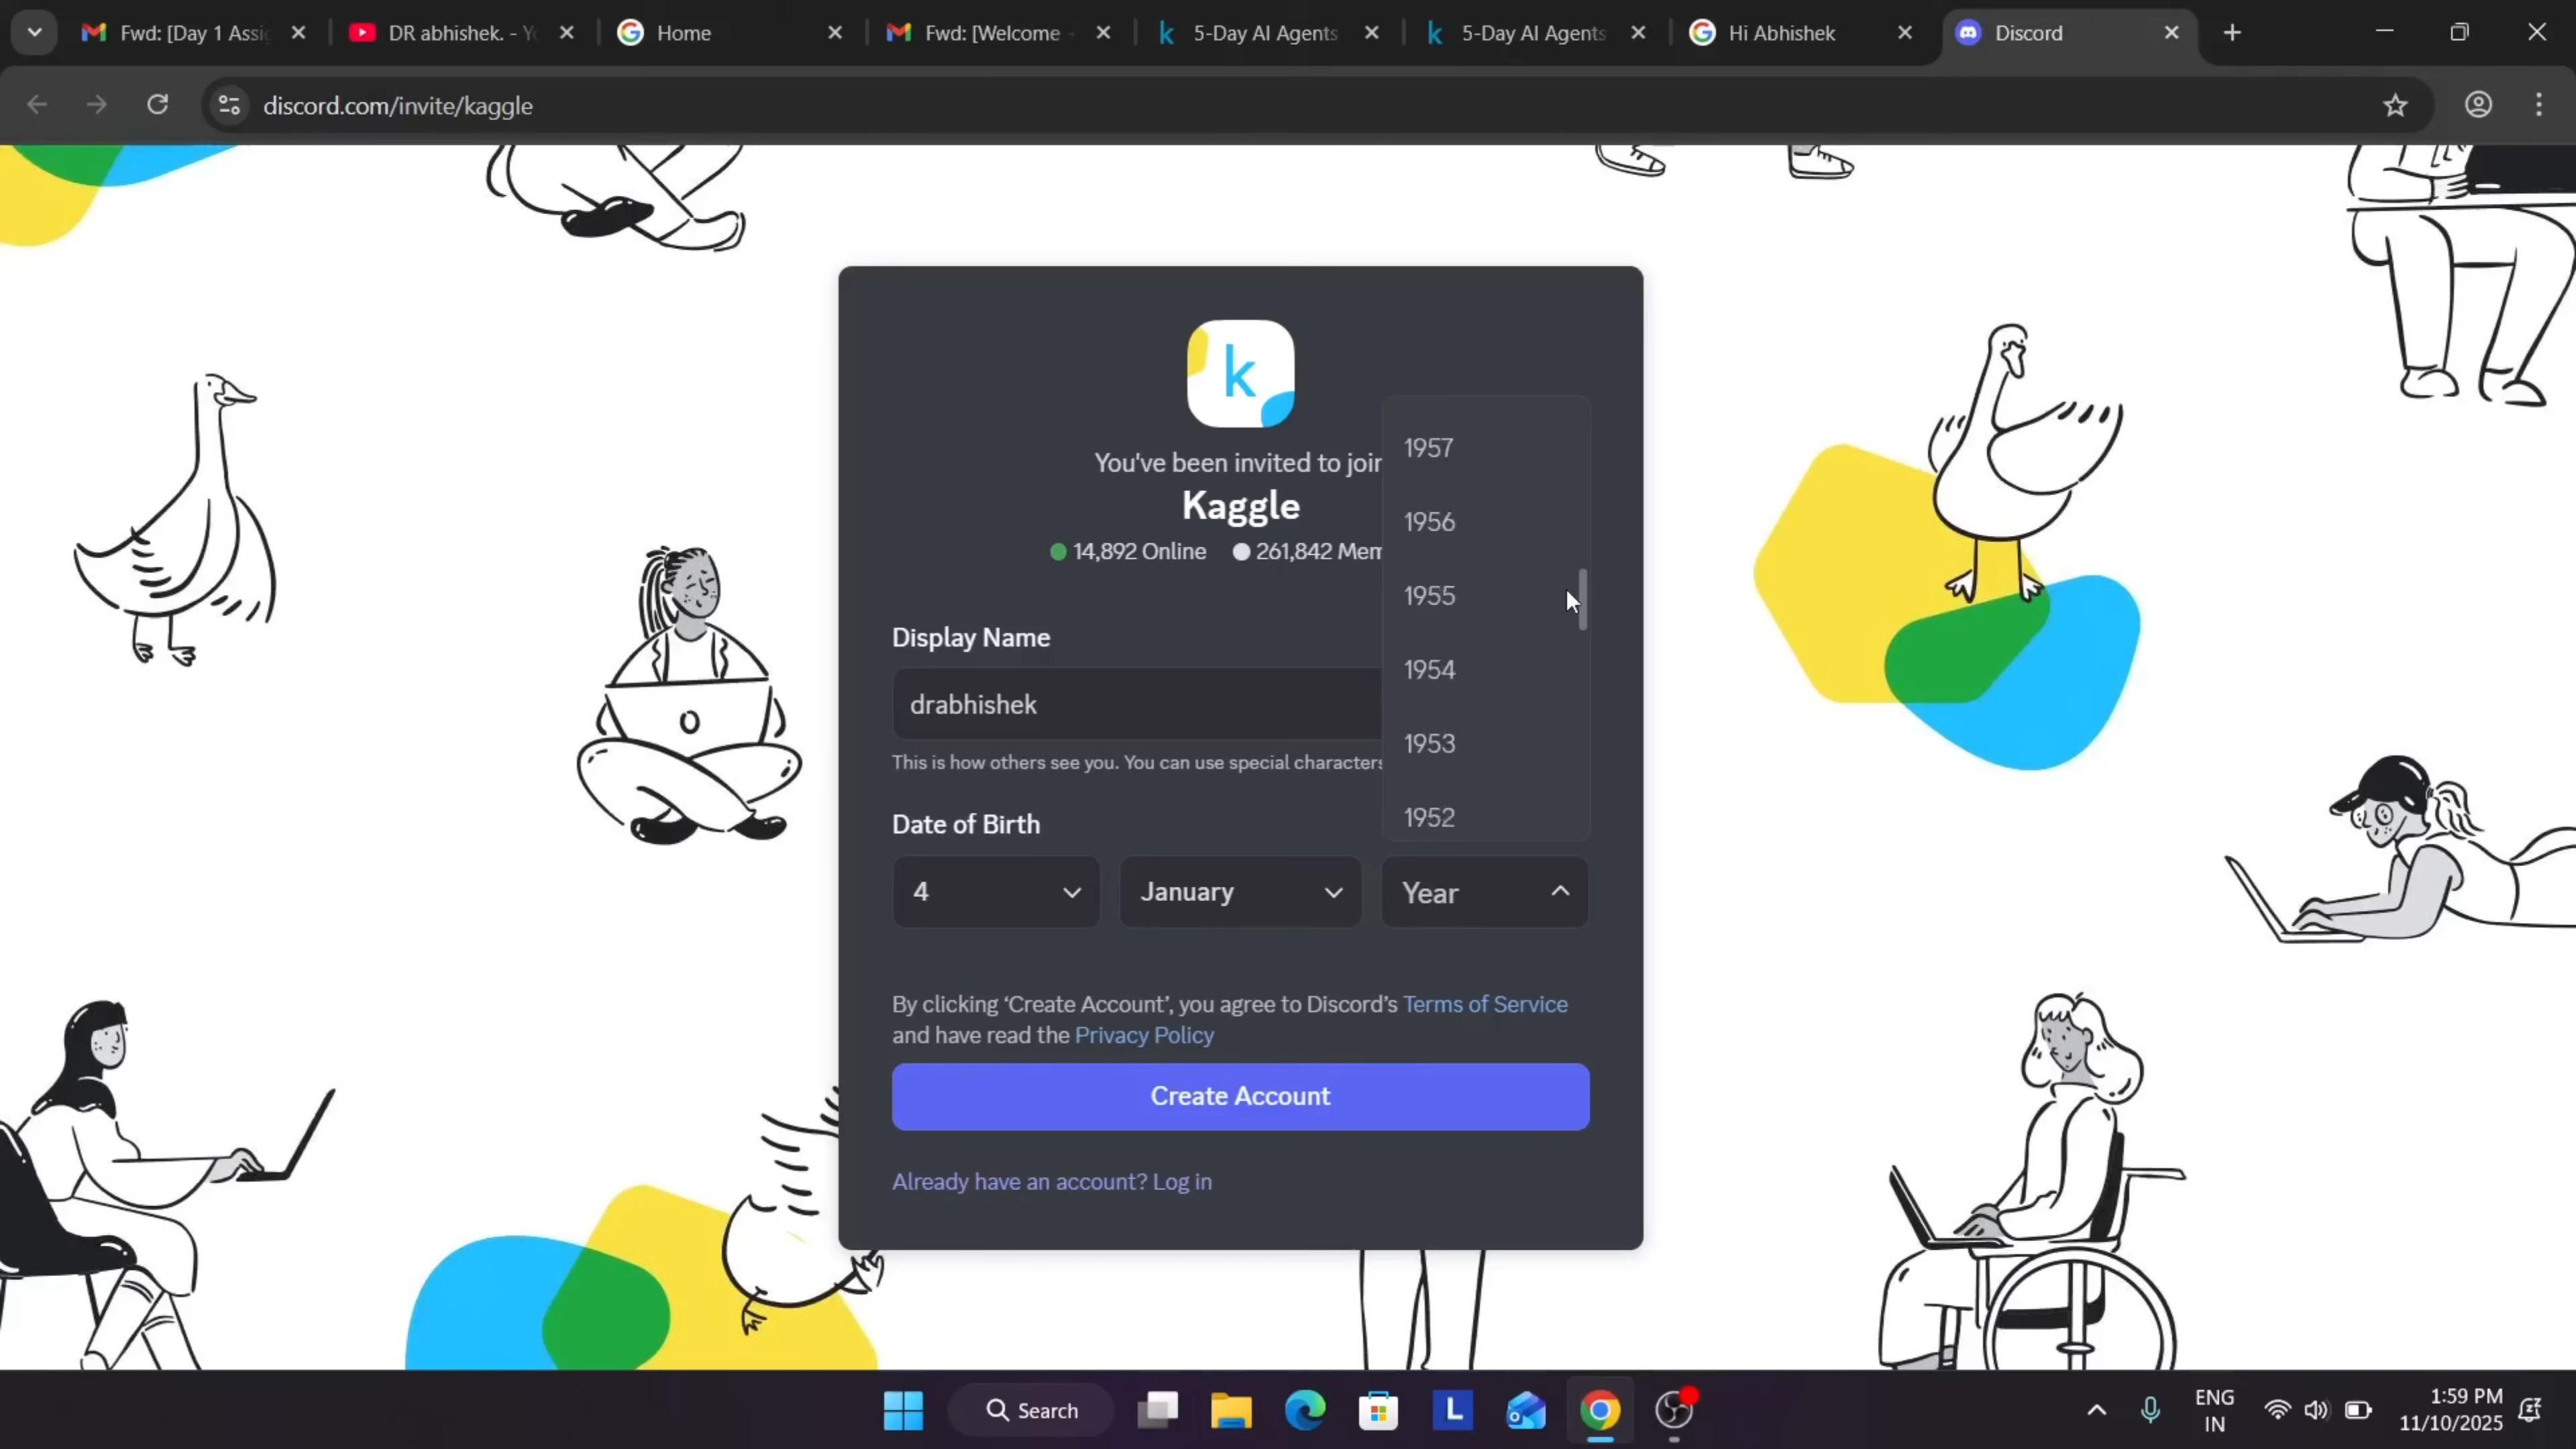 Fwd: [Day 1 Assi
DR abhishek. - Yo
Home
Fwd: [Welcome -
k 5-Day AI Agents
k 5-Day AI Agents
Hi Abhishek
Discord
discord.com/invite/kaggle
k
You've been invited to join
Kaggle
14,892 Online 261,842 Mem
1957
1956
1955
1954
1953
1952
Display Name
drabhishek
This is how others see you. You can use special characters
Date of Birth
4 January Year
By clicking ‘Create Account’, you agree to Discord’s Terms of Service
and have read the Privacy Policy
Create Account
Already have an account? Log in
Search
L
ENG
IN
1:59 PM
11/10/2025